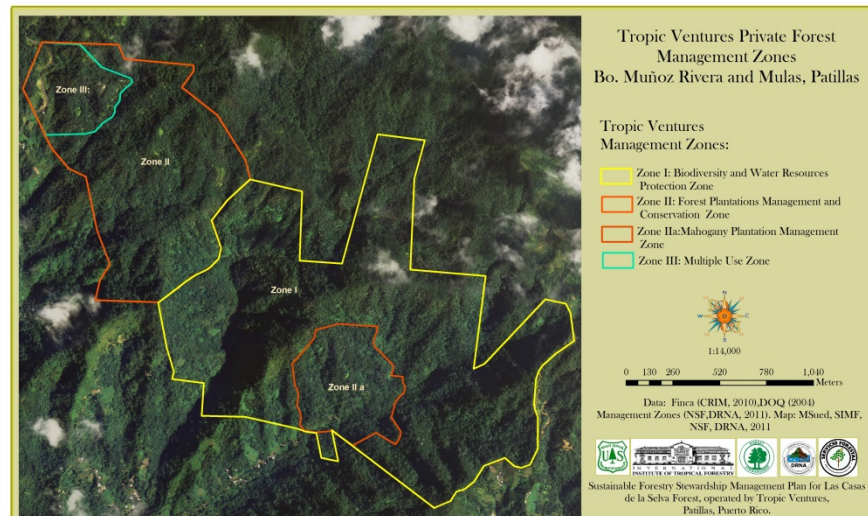 Tropic Ventures Private Forest
Management Zones
Bo. Muñoz Rivera and Mulas, Patillas
Tropic Ventures
Management Zones:
Zone I: Biodiversity and Water Resources
Protection Zone
Zone II: Forest Plantations Management and
Conservation Zone
Zone IIa:Mahogany Plantation Management
Zone
Zone III: Multiple Use Zone
Zone III:
Zone II
Zone I
Zone II a
N
W E
S
1:14,000
0 130 260 520 780 1,040
Meters
Data: Finca (CRIM, 2010),DOQ (2004)
Management Zones (NSF,DRNA, 2011). Map: MSued, SIMF,
NSF, DRNA, 2011
UAS
INTERNATIONAL
INSTITUTE OF TROPICAL FORESTRY
DRNA
Sustainable Forestry Stewardship Management Plan for Las Casas
de la Selva Forest, operated by Tropic Ventures,
Patillas, Puerto Rico.